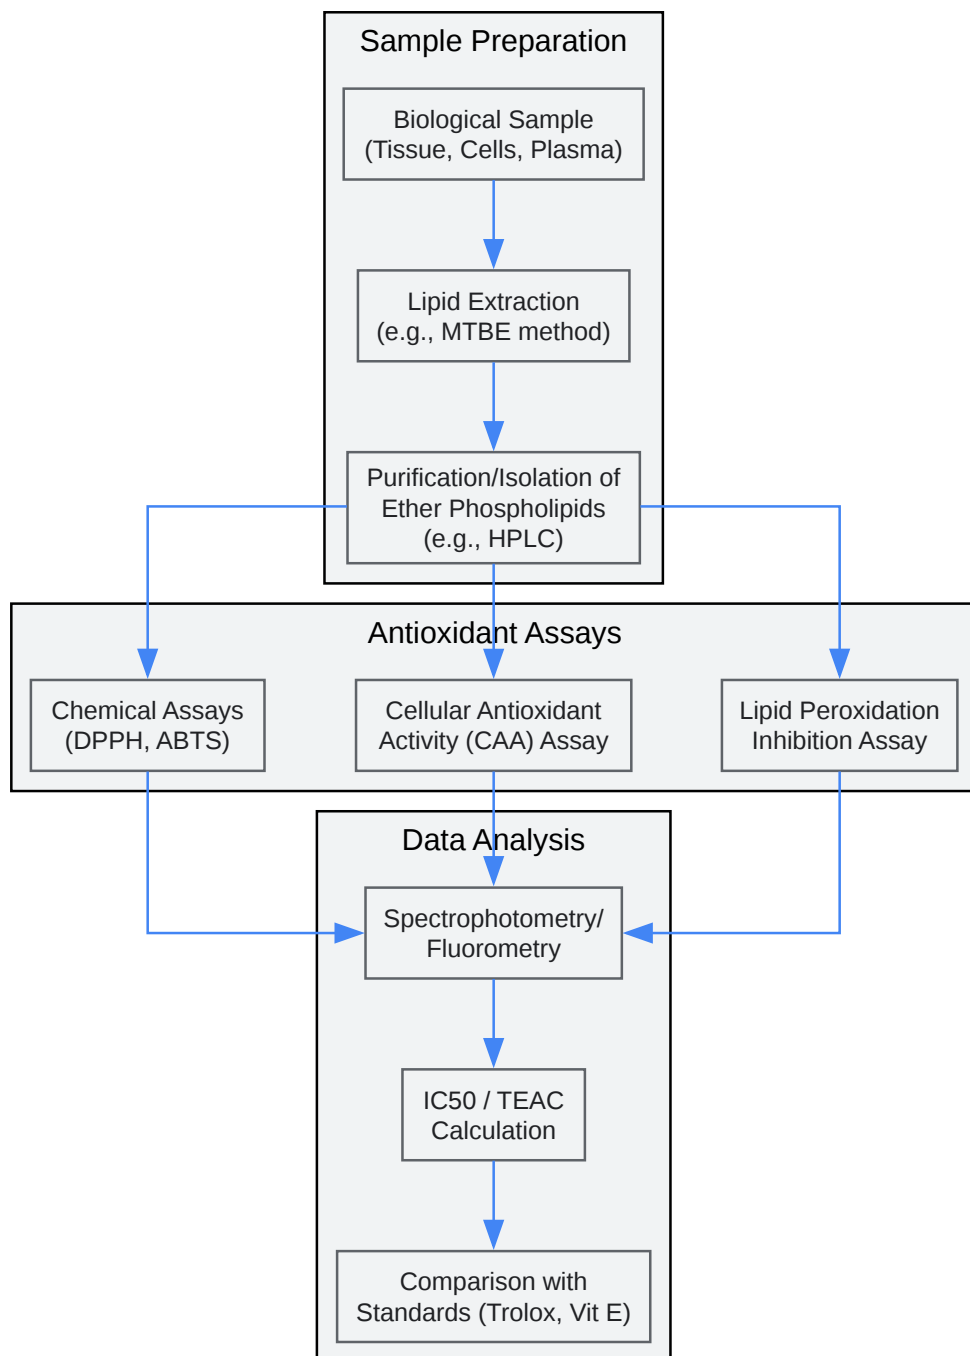 Sample Preparation
Biological Sample
(Tissue, Cells, Plasma)
Lipid Extraction
(e.g., MTBE method)
Purification/Isolation of
Ether Phospholipids
(e.g., HPLC)
Antioxidant Assays
Chemical Assays
(DPPH, ABTS)
Cellular Antioxidant
Activity (CAA) Assay
Lipid Peroxidation
Inhibition Assay
Data Analysis
Spectrophotometry/
Fluorometry
IC50 / TEAC
Calculation
Comparison with
Standards (Trolox, Vit E)